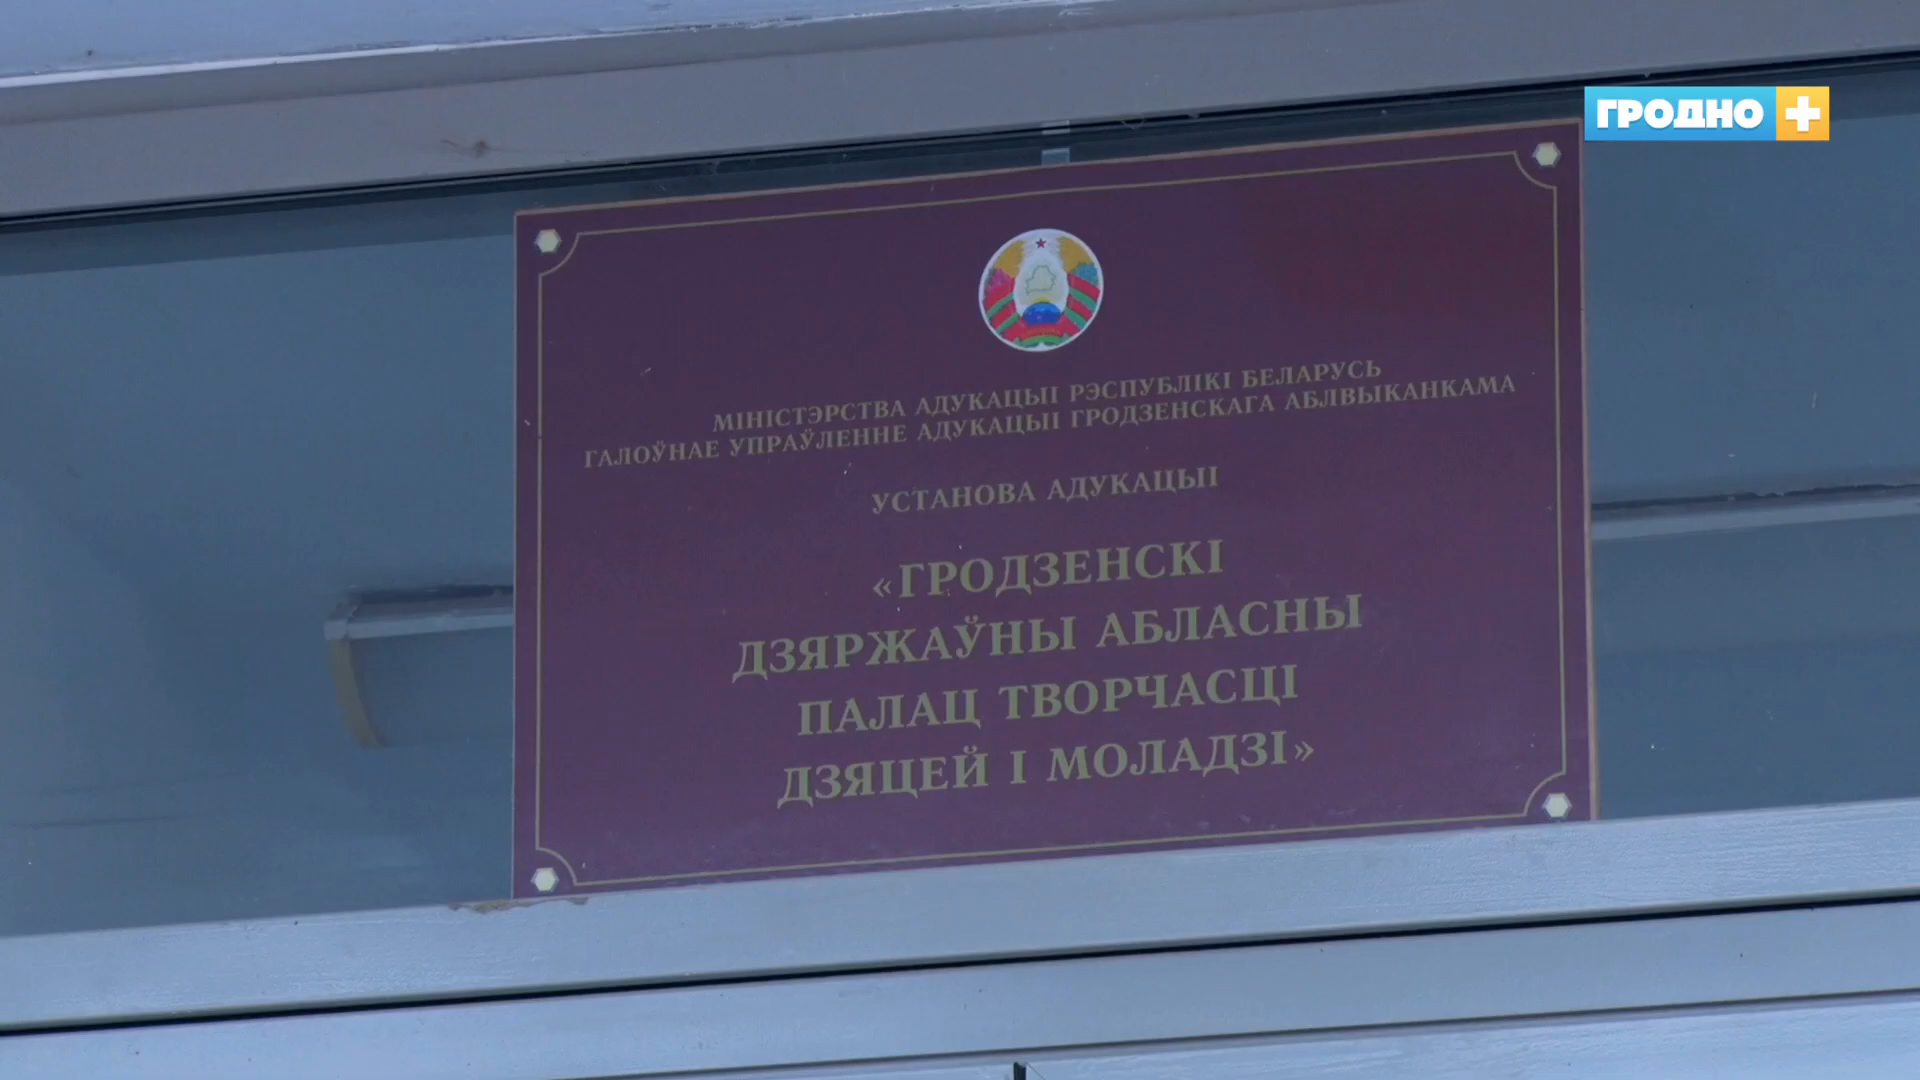 ГРОДНО +
МІНІСТЭРСТВА АДУКАЦЫІ РЭСПУБЛІКІ БЕЛАРУСЬ
ГАЛОЎНАЕ УПРАЎЛЕННЕ АДУКАЦЫІ ГРОДЗЕНСКАГА АБЛВЫКАНКАМА
УСТАНОВА АДУКАЦЫІ
«ГРОДЗЕНСКІ
ДЗЯРЖАЎНЫ АБЛАСНЫ
ПАЛАЦ ТВОРЧАСЦІ
ДЗЯЦЕЙ І МОЛАДЗІ»